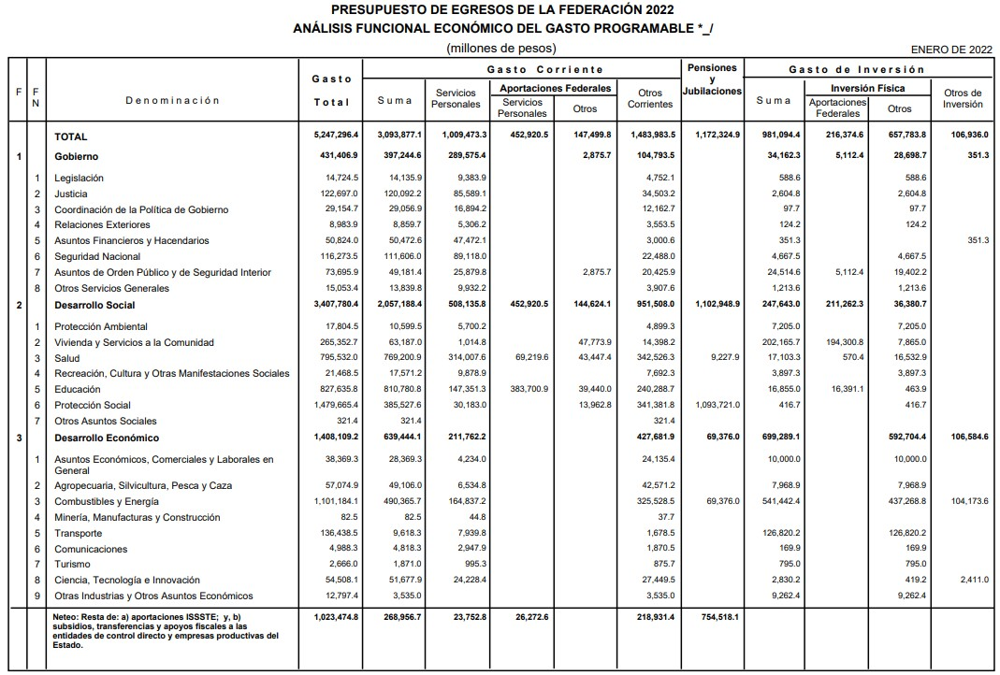 PRESUPUESTO DE EGRESOS DE LA FEDERACIÓN 2022
ANÁLISIS FUNCIONAL ECONÓMICO DEL GASTO PROGRAMABLE *_/
(millones de pesos)
ENERO DE 2022
F
F N
Denominación
Gasto Total
Gasto Corriente
Suma
Servicios Personales
Aportaciones Federales
Servicios Personales
Otros
Otros Corrientes
Pensiones y Jubilaciones
Gasto de Inversión
Suma
Inversión Física
Aportaciones Federales
Otros
Otros de Inversión
TOTAL 5,247,296.4 3,093,877.1 1,009,473.3 452,920.5 147,499.8 1,483,983.5 1,172,324.9 981,094.4 216,374.6 657,783.8 106,936.0
1 Gobierno 431,406.9 397,244.6 289,575.4 2,875.7 104,793.5 34,162.3 5,112.4 28,698.7 351.3
1 Legislación 14,724.5 14,135.9 9,383.9 4,752.1 588.6 588.6
2 Justicia 122,697.0 120,092.2 85,589.1 34,503.2 2,604.8 2,604.8
3 Coordinación de la Política de Gobierno 29,154.7 29,056.9 16,894.2 12,162.7 97.7 97.7
4 Relaciones Exteriores 8,983.9 8,859.7 5,306.2 3,553.5 124.2 124.2
5 Asuntos Financieros y Hacendarios 50,824.0 50,472.6 47,472.1 3,000.6 351.3 351.3
6 Seguridad Nacional 116,273.5 111,606.0 89,118.0 22,488.0 4,667.5 4,667.5
7 Asuntos de Orden Público y de Seguridad Interior 73,695.9 49,181.4 25,879.8 2,875.7 20,425.9 24,514.6 5,112.4 19,402.2
8 Otros Servicios Generales 15,053.4 13,839.8 9,932.2 3,907.6 1,213.6 1,213.6
2 Desarrollo Social 3,407,780.4 2,057,188.4 508,135.8 452,920.5 144,624.1 951,508.0 1,102,948.9 247,643.0 211,262.3 36,380.7
1 Protección Ambiental 17,804.5 10,599.5 5,700.2 4,899.3 7,205.0 7,205.0
2 Vivienda y Servicios a la Comunidad 265,352.7 63,187.0 1,014.8 47,773.9 14,398.2 202,165.7 194,300.8 7,865.0
3 Salud 795,532.0 769,200.9 314,007.6 69,219.6 43,447.4 342,526.3 9,227.9 17,103.3 570.4 16,532.9
4 Recreación, Cultura y Otras Manifestaciones Sociales 21,468.5 17,571.2 9,878.9 7,692.3 3,897.3 3,897.3
5 Educación 827,635.8 810,780.8 147,351.3 383,700.9 39,440.0 240,288.7 16,855.0 16,391.1 463.9
6 Protección Social 1,479,665.4 385,527.6 30,183.0 13,962.8 341,381.8 1,093,721.0 416.7 416.7
7 Otros Asuntos Sociales 321.4 321.4 321.4
3 Desarrollo Económico 1,408,109.2 639,444.1 211,762.2 427,681.9 69,376.0 699,289.1 592,704.4 106,584.6
1 Asuntos Económicos, Comerciales y Laborales en 38,369.3 28,369.3 4,234.0 24,135.4 10,000.0 10,000.0
General
2 Agropecuaria, Silvicultura, Pesca y Caza 57,074.9 49,106.0 6,534.8 42,571.2 7,968.9 7,968.9
3 Combustibles y Energía 1,101,184.1 490,365.7 164,837.2 325,528.5 69,376.0 541,442.4 437,268.8 104,173.6
4 Minería, Manufacturas y Construcción 82.5 82.5 44.8 37.7
5 Transporte 136,438.5 9,618.3 7,939.8 1,678.5 126,820.2 126,820.2
6 Comunicaciones 4,988.3 4,818.3 2,947.9 1,870.5 169.9 169.9
7 Turismo 2,666.0 1,871.0 995.3 875.7 795.0 795.0
8 Ciencia, Tecnología e Innovación 54,508.1 51,677.9 24,228.4 27,449.5 2,830.2 419.2 2,411.0
9 Otras Industrias y Otros Asuntos Económicos 12,797.4 3,535.0 3,535.0 9,262.4 9,262.4
Neteo: Resta de: a) aportaciones ISSSTE; y, b) 1,023,474.8 268,956.7 23,752.8 26,272.6 218,931.4 754,518.1
subsidios, transferencias y apoyos fiscales a las
entidades de control directo y empresas productivas del
Estado.